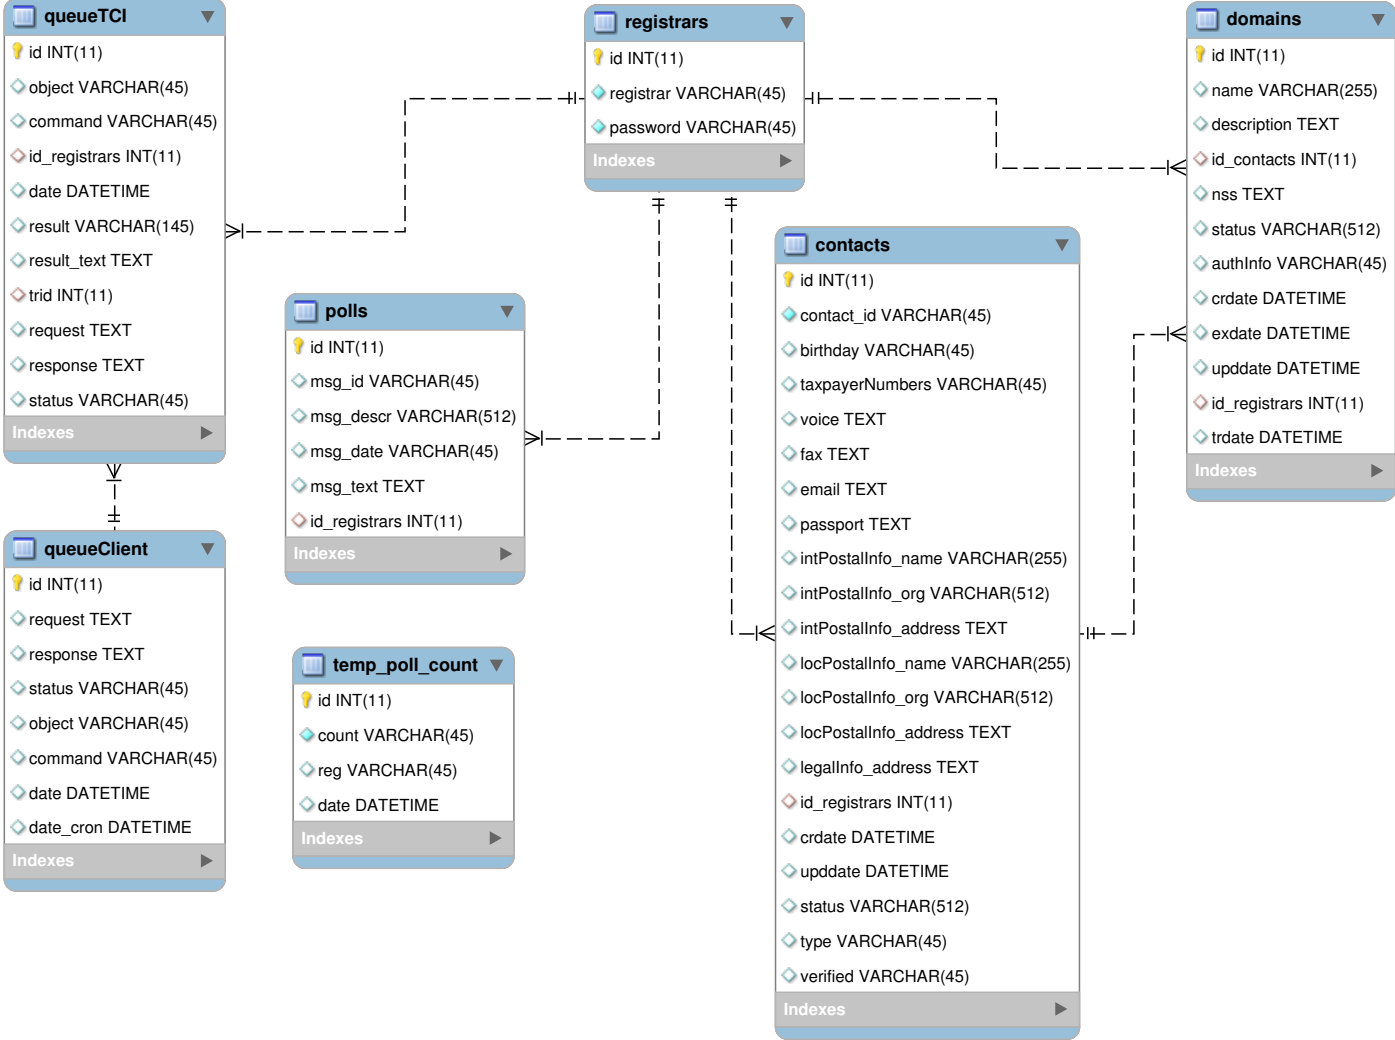 queueTCI
id INT(11)
object VARCHAR(45)
command VARCHAR(45)
id_registrars INT(11)
date DATETIME
result VARCHAR(145)
result_text TEXT
trid INT(11)
request TEXT
response TEXT
status VARCHAR(45)
Indexes
queueClient
id INT(11)
request TEXT
response TEXT
status VARCHAR(45)
object VARCHAR(45)
command VARCHAR(45)
date DATETIME
date_cron DATETIME
Indexes
polls
id INT(11)
msg_id VARCHAR(45)
msg_descr VARCHAR(512)
msg_date VARCHAR(45)
msg_text TEXT
id_registrars INT(11)
Indexes
temp_poll_count
id INT(11)
count VARCHAR(45)
reg VARCHAR(45)
date DATETIME
Indexes
registrars
id INT(11)
registrar VARCHAR(45)
password VARCHAR(45)
Indexes
contacts
id INT(11)
contact_id VARCHAR(45)
birthday VARCHAR(45)
taxpayerNumbers VARCHAR(45)
voice TEXT
fax TEXT
email TEXT
passport TEXT
intPostalInfo_name VARCHAR(255)
intPostalInfo_org VARCHAR(512)
intPostalInfo_address TEXT
locPostalInfo_name VARCHAR(255)
locPostalInfo_org VARCHAR(512)
locPostalInfo_address TEXT
legalInfo_address TEXT
id_registrars INT(11)
crdate DATETIME
upddate DATETIME
status VARCHAR(512)
type VARCHAR(45)
verified VARCHAR(45)
Indexes
domains
id INT(11)
name VARCHAR(255)
description TEXT
id_contacts INT(11)
nss TEXT
status VARCHAR(512)
authInfo VARCHAR(45)
crdate DATETIME
exdate DATETIME
upddate DATETIME
id_registrars INT(11)
trdate DATETIME
Indexes